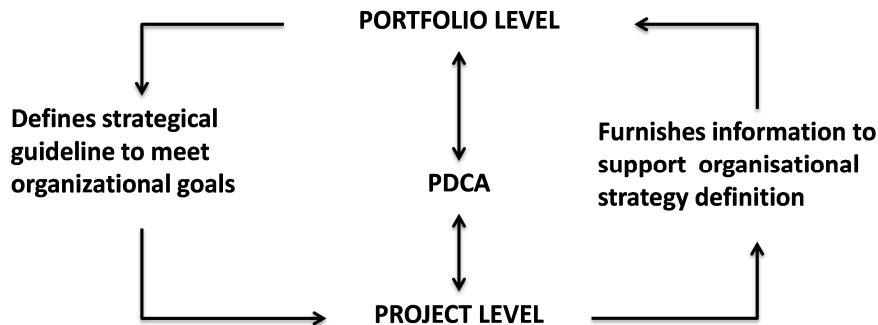 PORTFOLIO LEVEL
Defines strategical
guideline to meet
organizational goals
PDCA
Furnishes information to
support organisational
strategy definition
PROJECT LEVEL